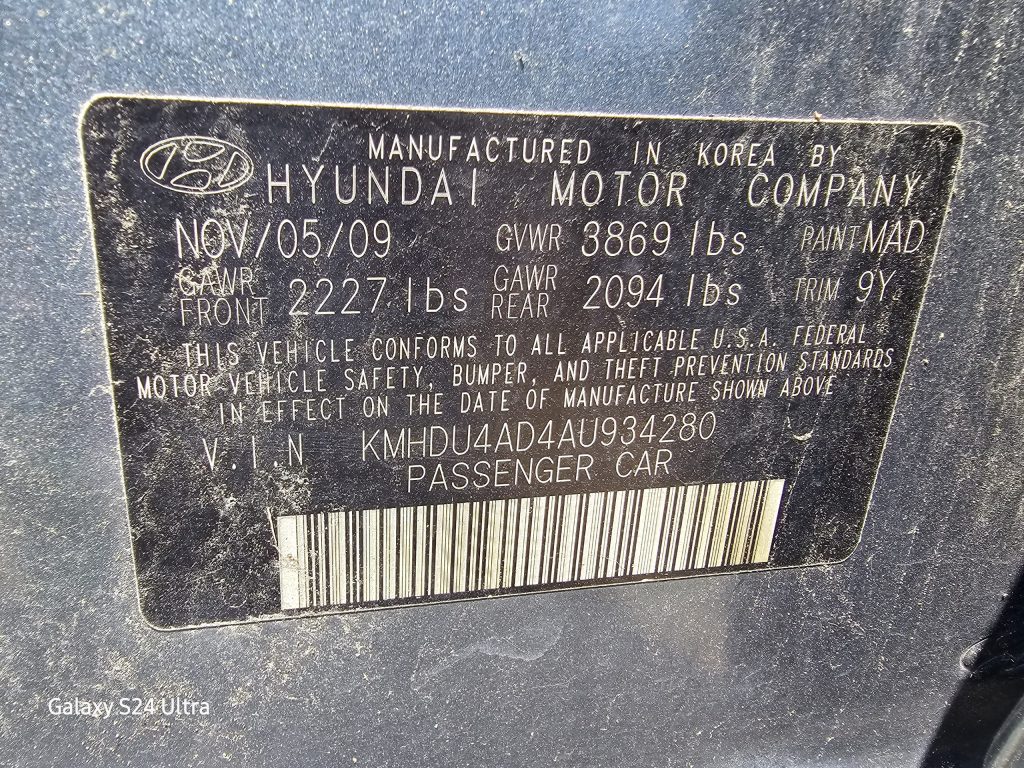 MANUFACTURED IN KOREA BY
HYUNDAI MOTOR COMPANY
NOV/05/09 GVWR 3869 lbs PAINT MAD
GAWR FRONT 2227 lbs GAWR REAR 2094 lbs TRIM 9Y
THIS VEHICLE CONFORMS TO ALL APPLICABLE U.S.A. FEDERAL
MOTOR VEHICLE SAFETY, BUMPER, AND THEFT PREVENTION STANDARDS
IN EFFECT ON THE DATE OF MANUFACTURE SHOWN ABOVE
V.I.N KMHDU4AD4AU934280
PASSENGER CAR
Galaxy S24 Ultra